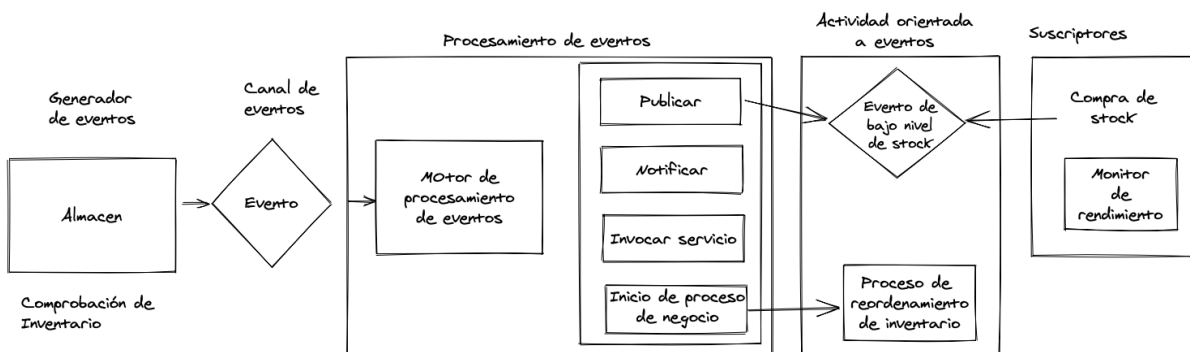 Generador
de eventos
Almacen
Comprobación de
Inventario
Canal de
eventos
Evento
Procesamiento de eventos
MOtor de
procesamiento
de eventos
Publicar
Notificar
Invocar servicio
Inicio de proceso
de negocio
Actividad orientada
a eventos
Evento de
bajo nivel
de stock
Proceso de
reordenamiento
de inventario
Suscriptores
Compra de
stock
Monitor
de
rendimiento